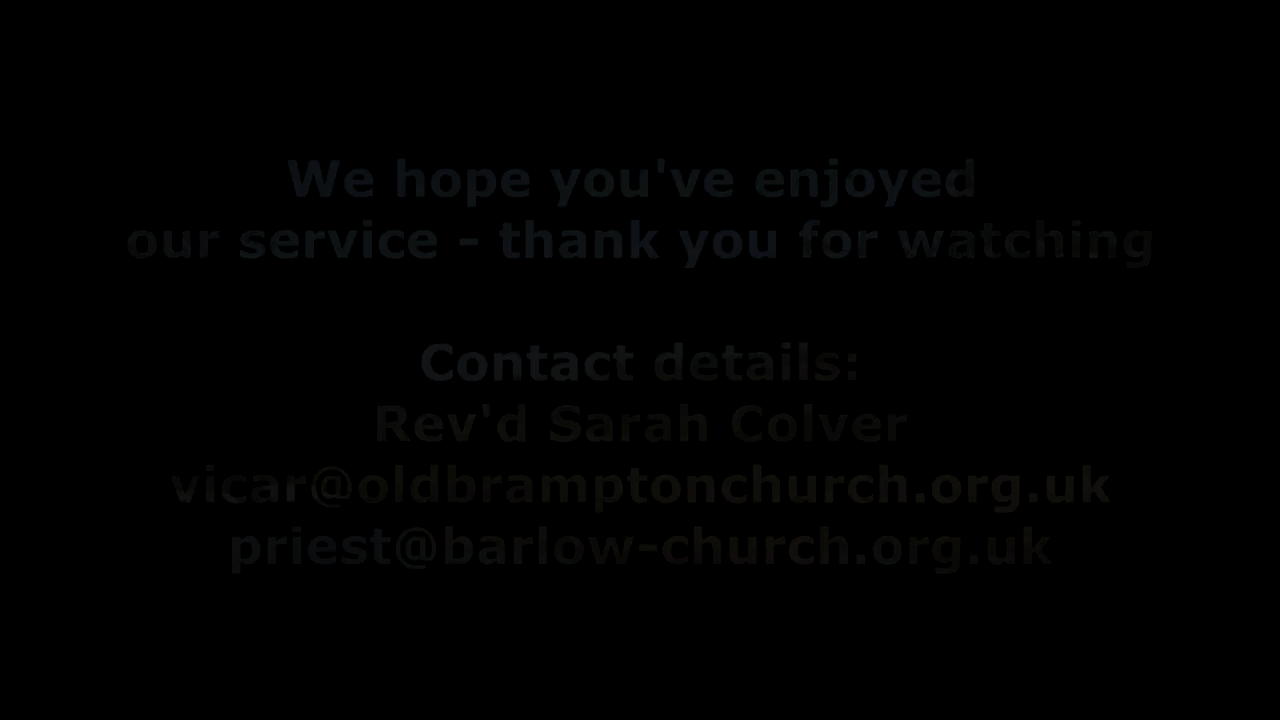 We hope you've enjoyed
our service - thank you for watching
Contact details:
Rev'd Sarah Colver
vicar@oldbramptonchurch.org.uk
priest@barlow-church.org.uk